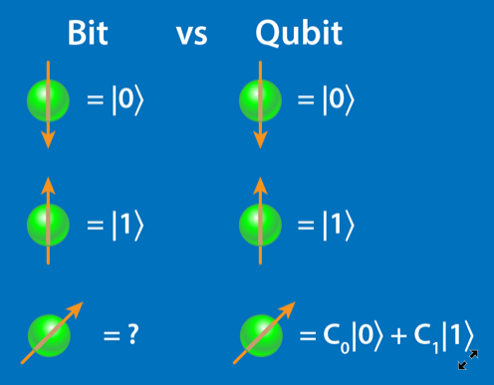 Bit vs Qubit
= |0⟩ = |0⟩
= |1⟩ = |1⟩
= ? = C₀|0⟩ + C₁|1⟩